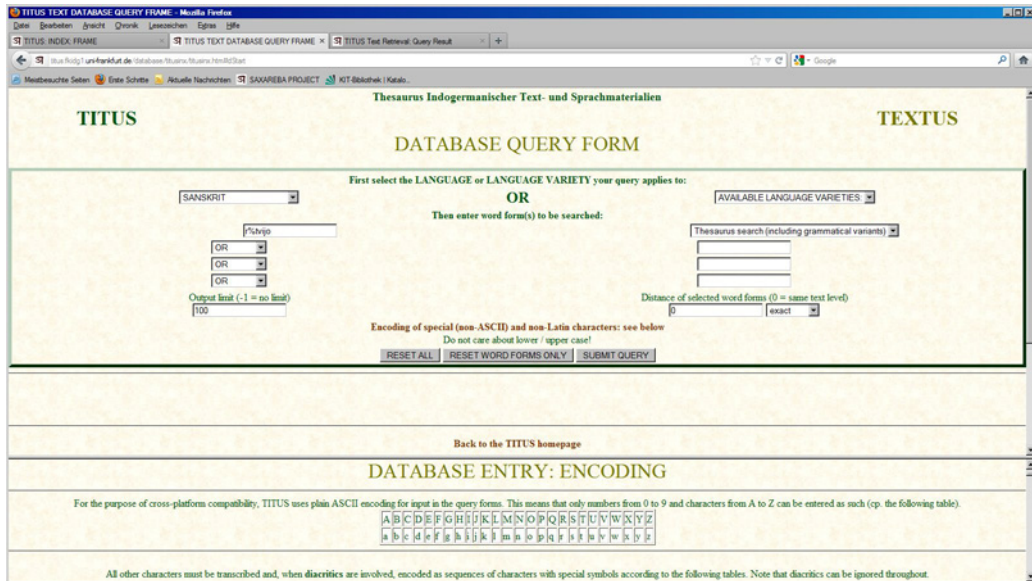 TITUS TEXT DATABASE QUERY FRAME - Mozilla Firefox
Datei Bearbeiten Ansicht Chronik Lesezeichen Extras Hilfe
TITUS: INDEX: FRAME × TITUS TEXT DATABASE QUERY FRAME × TITUS Text Retrieval: Query Result × +
titus.fkidg1.uni-frankfurt.de/database/titusinx/titusinx.htm#dStart Google
Meistbesuchte Seiten Erste Schritte Aktuelle Nachrichten SAXAREBA PROJECT KIT-Bibliothek | Katalo...
Thesaurus Indogermanischer Text- und Sprachmaterialien
TITUS TEXTUS
DATABASE QUERY FORM
First select the LANGUAGE or LANGUAGE VARIETY your query applies to:
SANSKRIT OR AVAILABLE LANGUAGE VARIETIES:
Then enter word form(s) to be searched:
r%tvijo Thesaurus search (including grammatical variants)
OR
OR
OR
Output limit (-1 = no limit) Distance of selected word forms (0 = same text level)
100 0 exact
Encoding of special (non-ASCII) and non-Latin characters: see below
Do not care about lower / upper case!
RESET ALL RESET WORD FORMS ONLY SUBMIT QUERY
Back to the TITUS homepage
DATABASE ENTRY: ENCODING
For the purpose of cross-platform compatibility, TITUS uses plain ASCII encoding for input in the query forms. This means that only numbers from 0 to 9 and characters from A to Z can be entered as such (cp. the following table).
A B C D E F G H I J K L M N O P Q R S T U V W X Y Z
a b c d e f g h i j k l m n o p q r s t u v w x y z
All other characters must be transcribed and, when diacritics are involved, encoded as sequences of characters with special symbols according to the following tables. Note that diacritics can be ignored throughout.